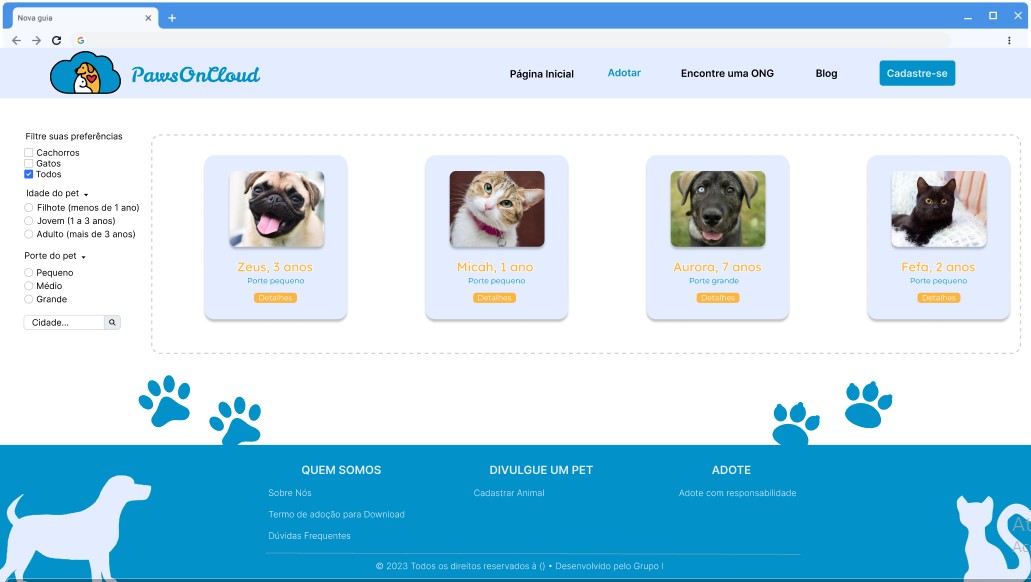 Nova guia
PawsOnCloud
Página Inicial
Adotar
Encontre uma ONG
Blog
Cadastre-se
Filtre suas preferências
Cachorros
Gatos
Todos
Idade do pet
Filhote (menos de 1 ano)
Jovem (1 a 3 anos)
Adulto (mais de 3 anos)
Porte do pet
Pequeno
Médio
Grande
Cidade...
Zeus, 3 anos
Porte pequeno
Detalhes
Micah, 1 ano
Porte pequeno
Detalhes
Aurora, 7 anos
Porte grande
Detalhes
Fefa, 2 anos
Porte pequeno
Detalhes
QUEM SOMOS
Sobre Nós
Termo de adoção para Download
Dúvidas Frequentes
DIVULGUE UM PET
Cadastrar Animal
ADOTE
Adote com responsabilidade
© 2023 Todos os direitos reservados à () • Desenvolvido pelo Grupo I